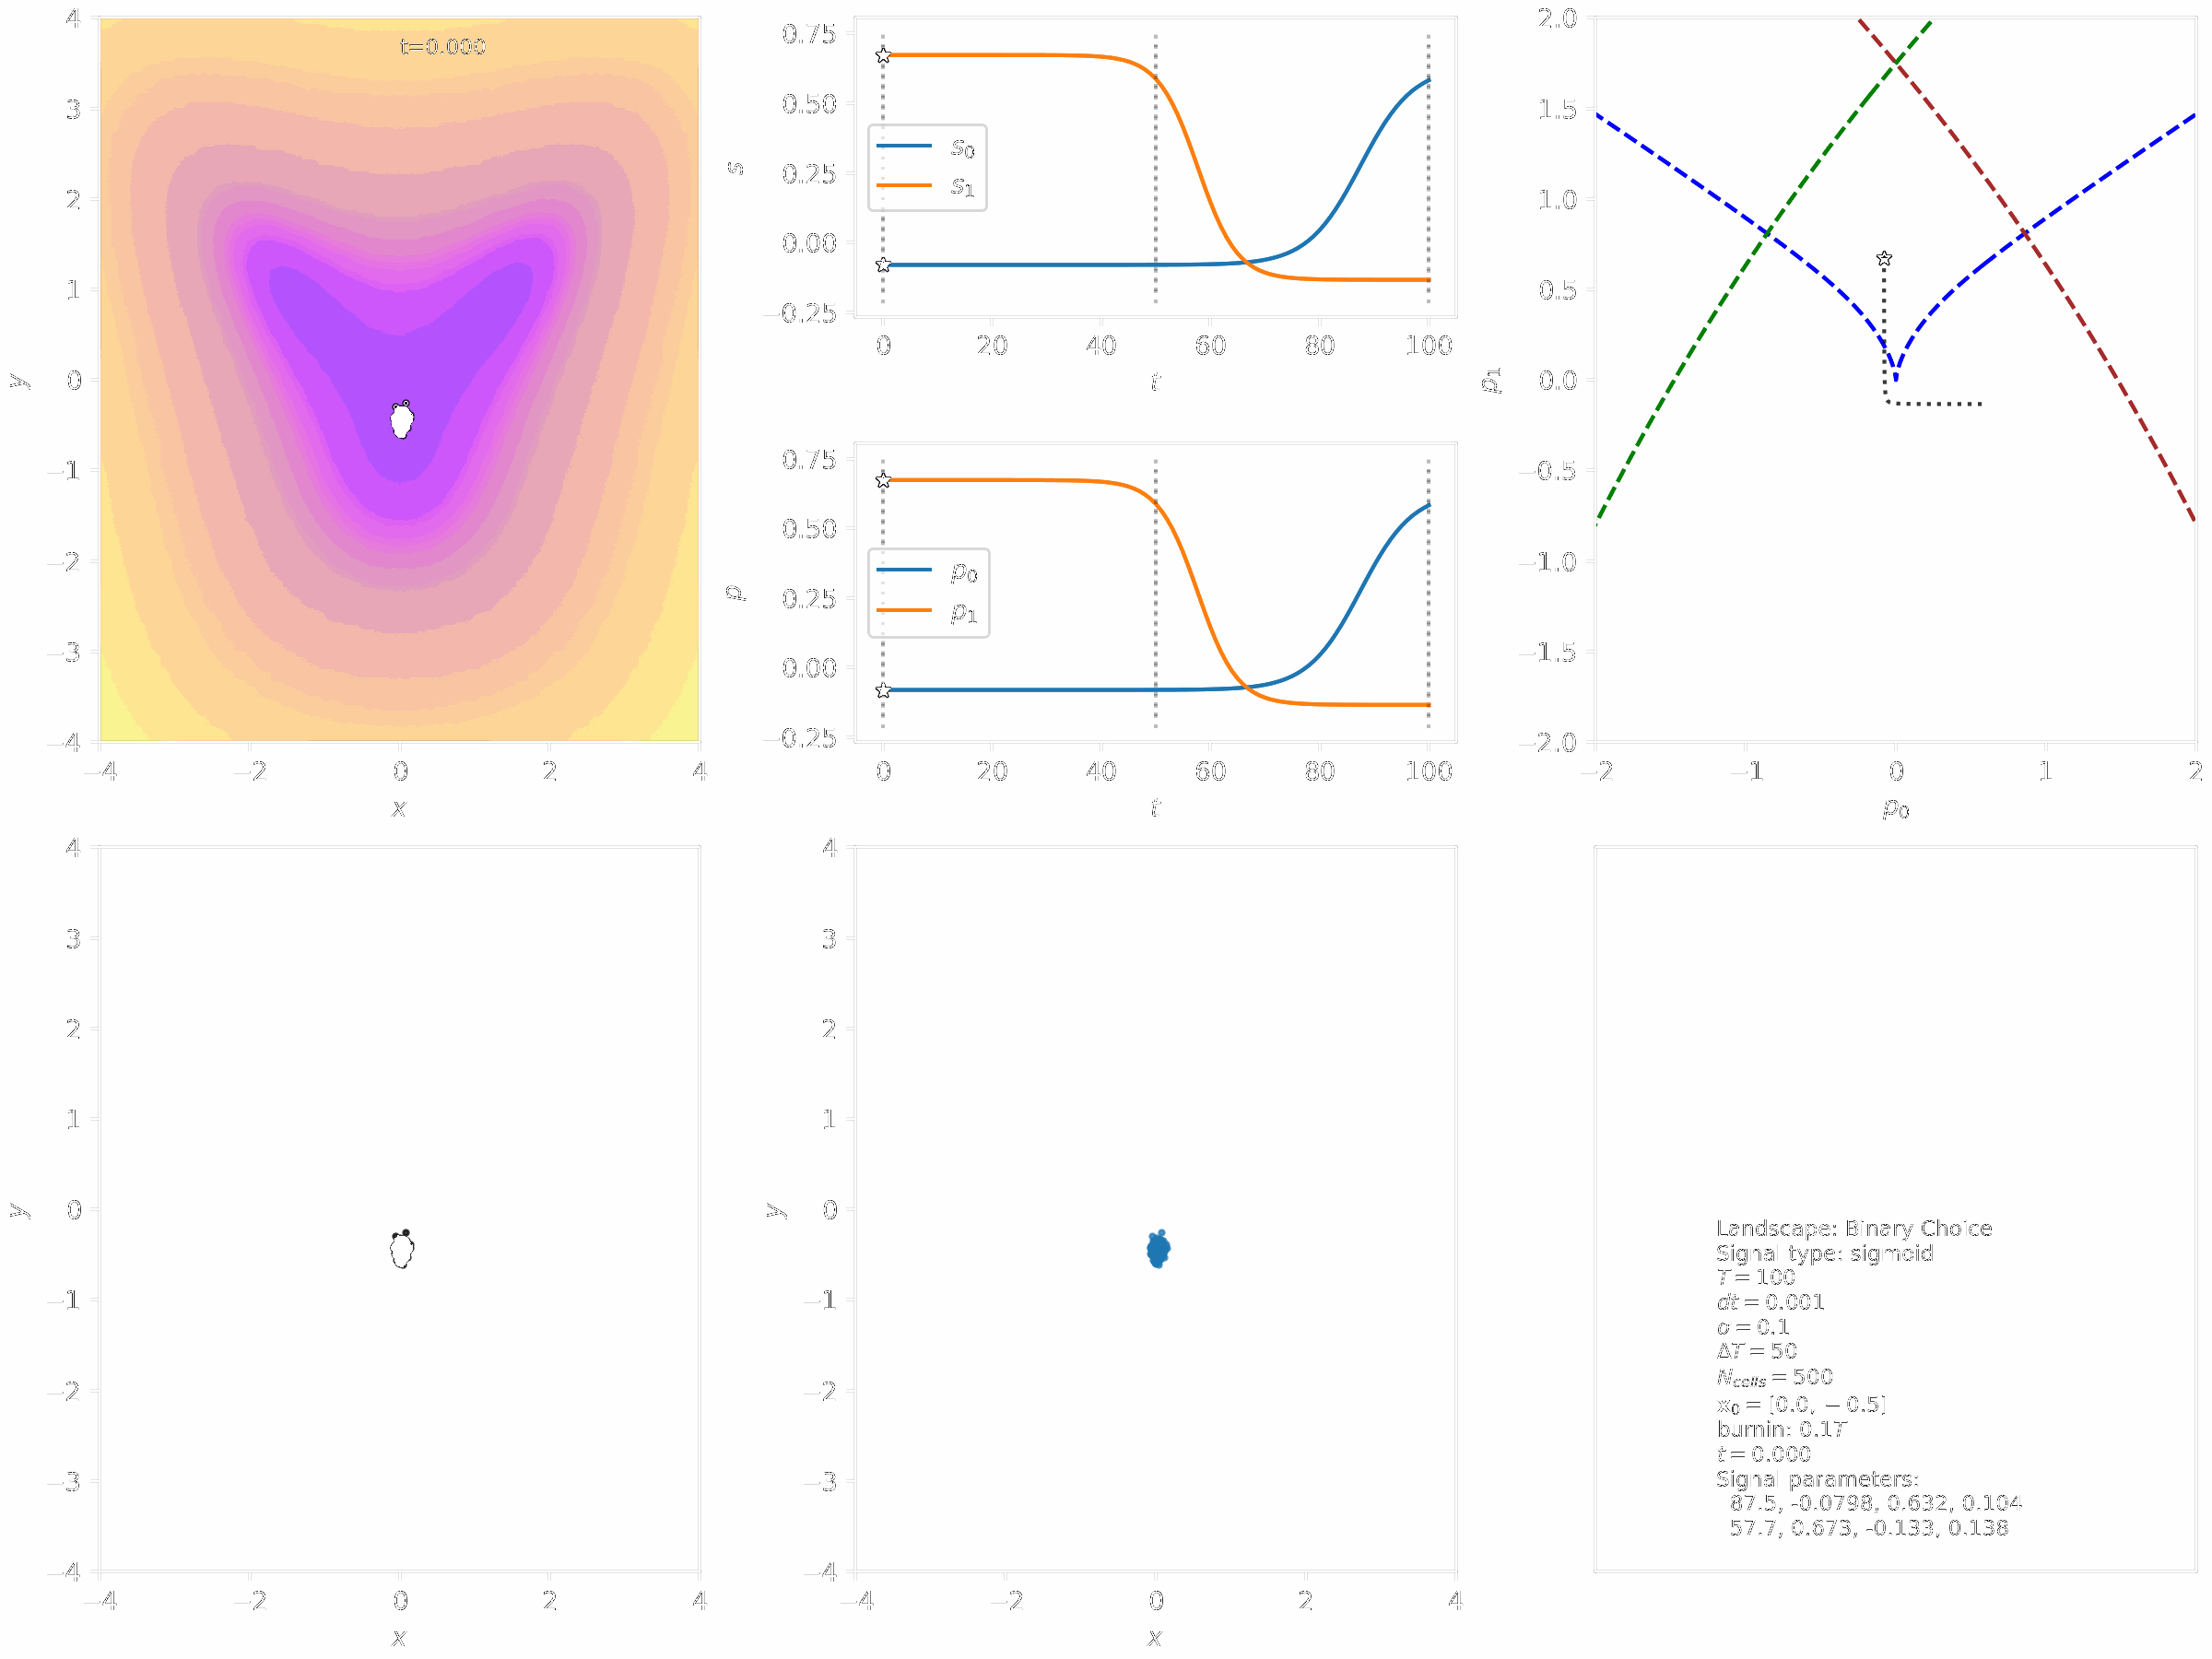 4
3
2
1
0
−1
−2
−3
−4
y
t=0.000
−4
−2
0
2
4
x
0.75
0.50
0.25
0.00
−0.25
s
s0
s1
0
20
40
60
80
100
t
0.75
0.50
0.25
0.00
−0.25
p
p0
p1
0
20
40
60
80
100
t
2.0
1.5
1.0
0.5
0.0
−0.5
−1.0
−1.5
−2.0
p1
−2
−1
0
1
2
p0
4
3
2
1
0
−1
−2
−3
−4
y
−4
−2
0
2
4
x
4
3
2
1
0
−1
−2
−3
−4
y
−4
−2
0
2
4
x
Landscape: Binary Choice
Signal type: sigmoid
T = 100
dt = 0.001
σ = 0.1
ΔT = 50
Ncells = 500
x0 = [0.0, − 0.5]
burnin: 0.1T
t = 0.000
Signal parameters:
87.5, -0.0798, 0.632, 0.104
57.7, 0.673, -0.133, 0.138